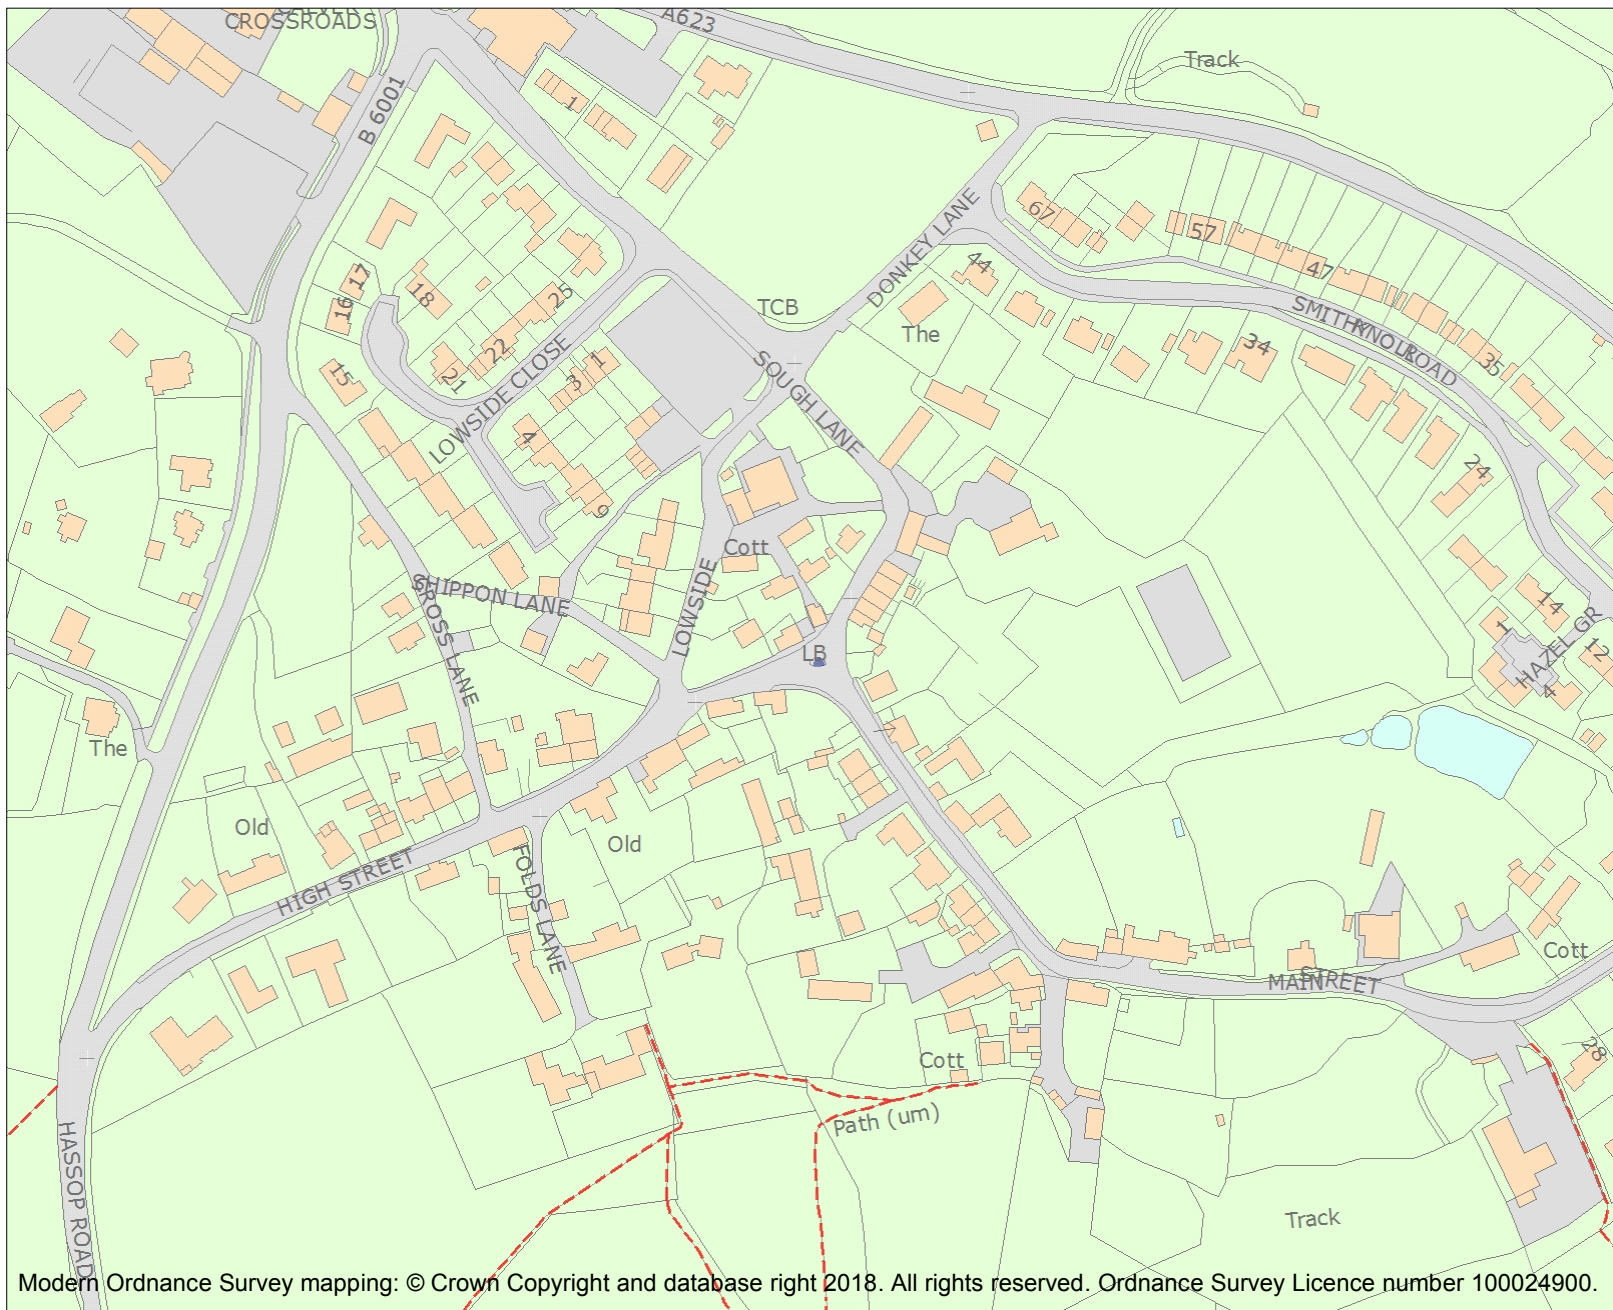 CALVER
CROSSROADS
A623
Track
B 6001
1
67
DONKEY LANE
57
44
47
17
16
18
25
TCB
The
SMITHY KNOLL ROAD
34
35
22
21
15
LOWSIDE CLOSE
1
3
4
9
SOUGH LANE
24
Cott
SHIPPON LANE
CROSS LANE
LOWSIDE
LB
14
1
HAZEL GR
12
4
The
7
Old
Old
HIGH STREET
FOLDS LANE
MAIN STREET
Cott
Cott
28
Path (um)
HASSOP ROAD
Track
Modern Ordnance Survey mapping: © Crown Copyright and database right 2018. All rights reserved. Ordnance Survey Licence number 100024900.